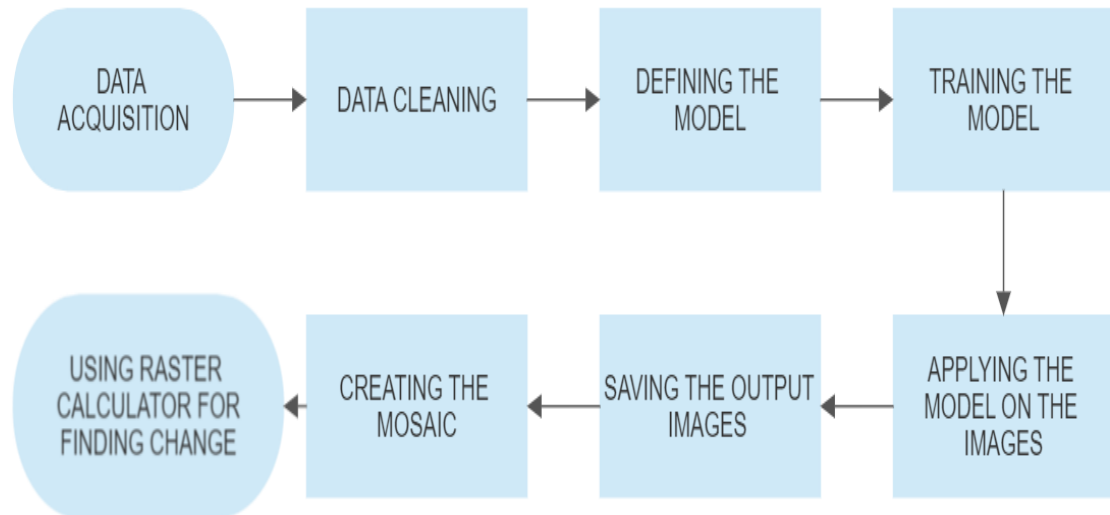 DATA
ACQUISITION
DATA CLEANING
DEFINING THE
MODEL
TRAINING THE
MODEL
APPLYING THE
MODEL ON THE
IMAGES
SAVING THE OUTPUT
IMAGES
CREATING THE
MOSAIC
USING RASTER
CALCULATOR FOR
FINDING CHANGE